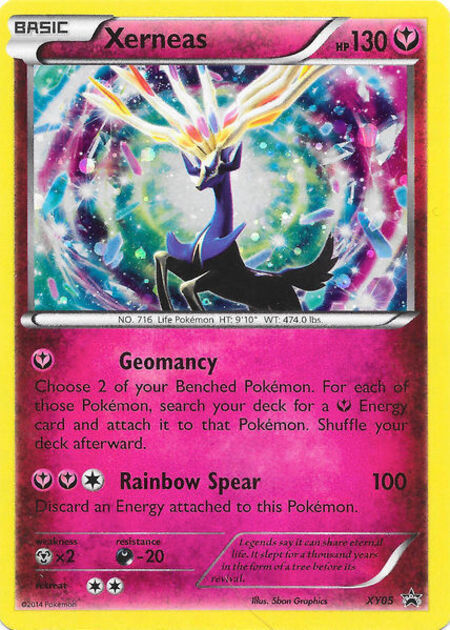 BASIC
Xerneas
HP 130
NO. 716 Life Pokémon HT: 9'10" WT: 474.0 lbs.
Geomancy
Choose 2 of your Benched Pokémon. For each of
those Pokémon, search your deck for a Energy
card and attach it to that Pokémon. Shuffle your
deck afterward.
Rainbow Spear 100
Discard an Energy attached to this Pokémon.
weakness resistance
×2 -20
retreat
Legends say it can share eternal
life. It slept for a thousand years
in the form of a tree before its
revival.
©2014 Pokémon
Illus. 5ban Graphics
XY05